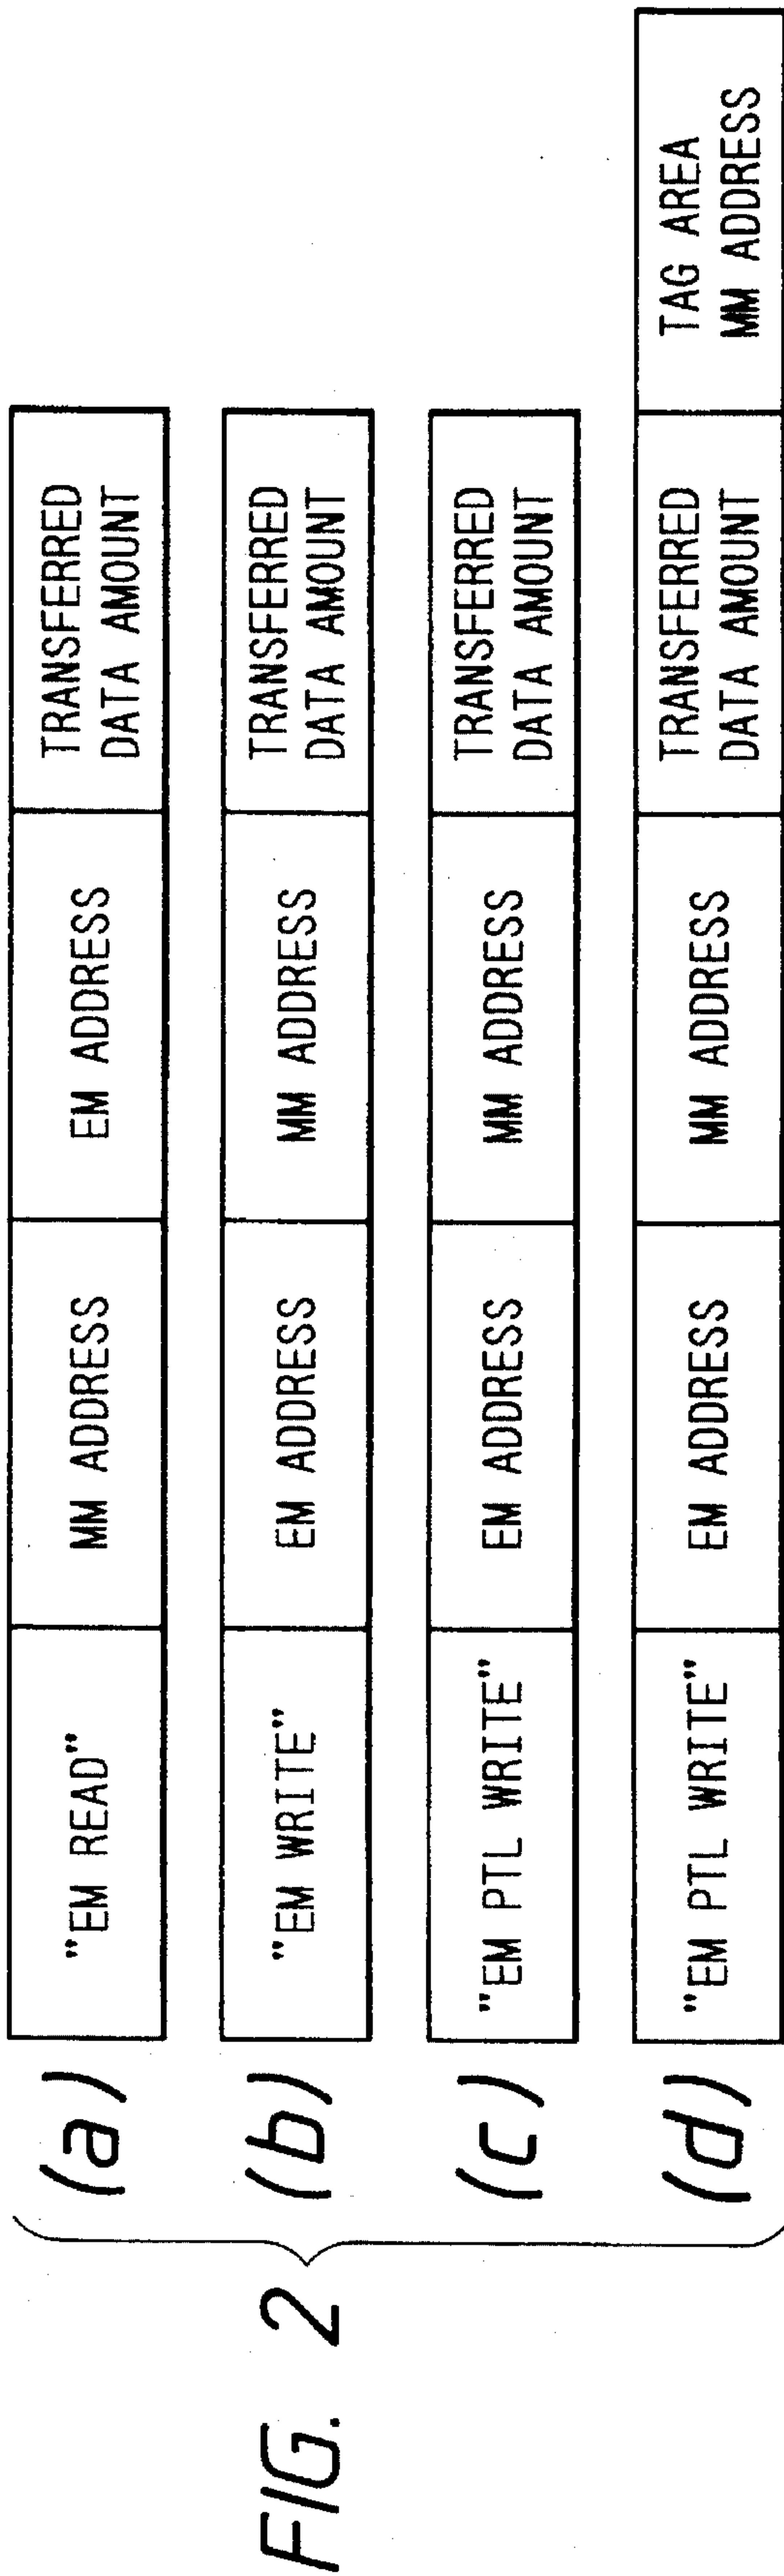 FIG. 2
(a)
"EM READ"
MM ADDRESS
EM ADDRESS
TRANSFERRED
DATA AMOUNT
(b)
"EM WRITE"
EM ADDRESS
MM ADDRESS
TRANSFERRED
DATA AMOUNT
(c)
"EM PTL WRITE"
EM ADDRESS
MM ADDRESS
TRANSFERRED
DATA AMOUNT
(d)
"EM PTL WRITE"
EM ADDRESS
MM ADDRESS
TRANSFERRED
DATA AMOUNT
TAG AREA
MM ADDRESS